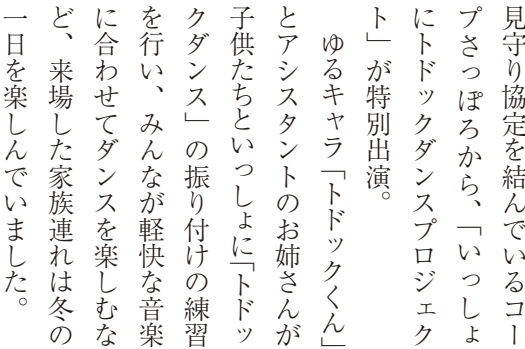 見守り協定を結んでいるコー
プさっぽろから、「いっしょ
にトドックダンスプロジェク
ト」が特別出演。
　ゆるキャラ「トドックくん」
とアシスタントのお姉さんが
子供たちといっしょに「トドッ
クダンス」の振り付けの練習
を行い、みんなが軽快な音楽
に合わせてダンスを楽しむな
ど、来場した家族連れは冬の
一日を楽しんでいました。